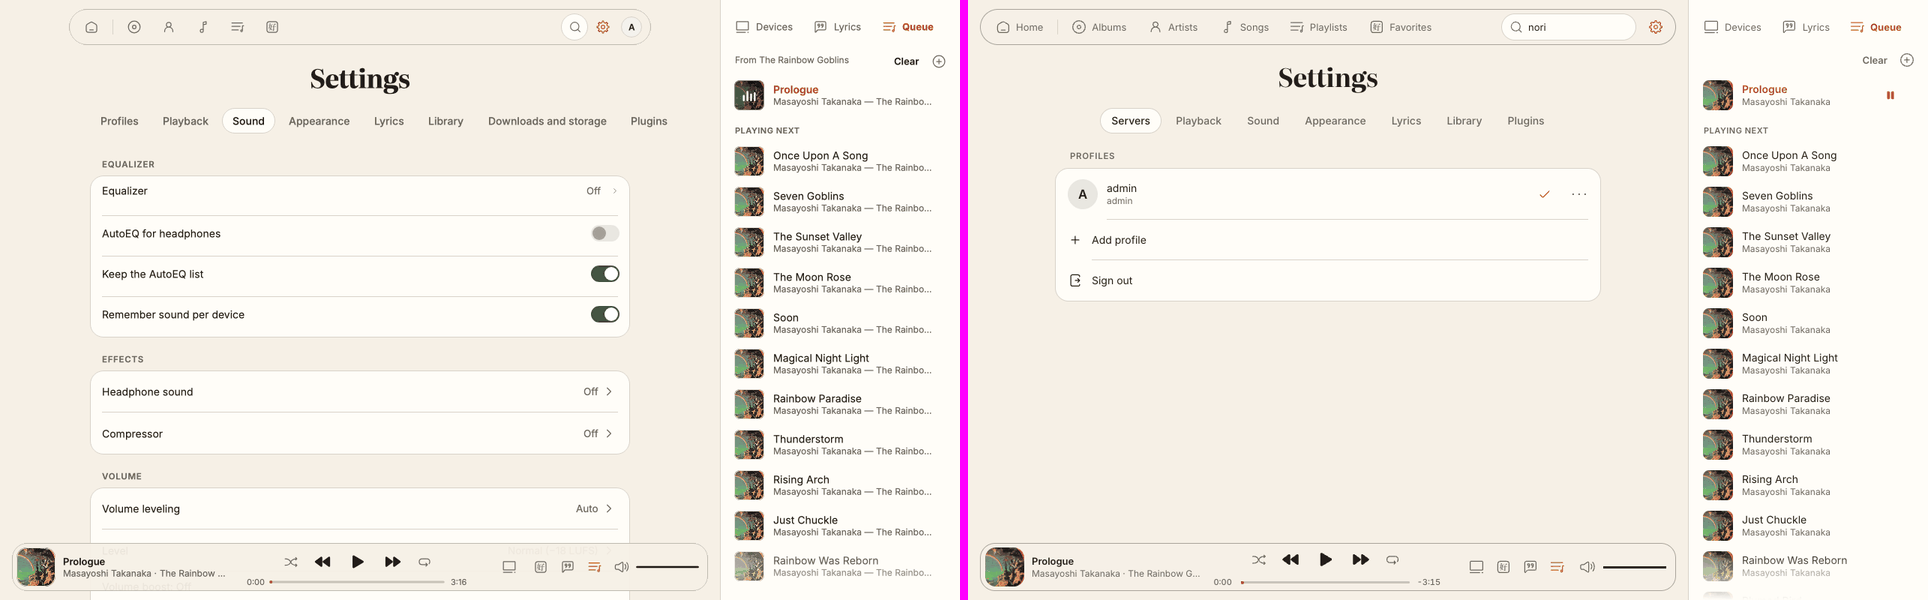 A
Settings
Profiles
Playback
Sound
Appearance
Lyrics
Library
Downloads and storage
Plugins
EQUALIZER
Equalizer
Off
AutoEQ for headphones
Keep the AutoEQ list
Remember sound per device
EFFECTS
Headphone sound
Off
Compressor
Off
VOLUME
Volume leveling
Auto
Level
Prologue
Masayoshi Takanaka · The Rainbow ...
0:00
3:16
Devices
Lyrics
Queue
From The Rainbow Goblins
Clear
Prologue
Masayoshi Takanaka — The Rainbo...
PLAYING NEXT
Once Upon A Song
Masayoshi Takanaka — The Rainbo...
Seven Goblins
Masayoshi Takanaka — The Rainbo...
The Sunset Valley
Masayoshi Takanaka — The Rainbo...
The Moon Rose
Masayoshi Takanaka — The Rainbo...
Soon
Masayoshi Takanaka — The Rainbo...
Magical Night Light
Masayoshi Takanaka — The Rainbo...
Rainbow Paradise
Masayoshi Takanaka — The Rainbo...
Thunderstorm
Masayoshi Takanaka — The Rainbo...
Rising Arch
Masayoshi Takanaka — The Rainbo...
Just Chuckle
Masayoshi Takanaka — The Rainbo...
Rainbow Was Reborn
Masayoshi Takanaka — The Rainbo...
Home
Albums
Artists
Songs
Playlists
Favorites
nori
Settings
Servers
Playback
Sound
Appearance
Lyrics
Library
Plugins
PROFILES
A
admin
admin
Add profile
Sign out
Prologue
Masayoshi Takanaka · The Rainbow G...
0:00
-3:15
Devices
Lyrics
Queue
Clear
Prologue
Masayoshi Takanaka
PLAYING NEXT
Once Upon A Song
Masayoshi Takanaka
Seven Goblins
Masayoshi Takanaka
The Sunset Valley
Masayoshi Takanaka
The Moon Rose
Masayoshi Takanaka
Soon
Masayoshi Takanaka
Magical Night Light
Masayoshi Takanaka
Rainbow Paradise
Masayoshi Takanaka
Thunderstorm
Masayoshi Takanaka
Rising Arch
Masayoshi Takanaka
Just Chuckle
Masayoshi Takanaka
Rainbow Was Reborn
Masayoshi Takanaka